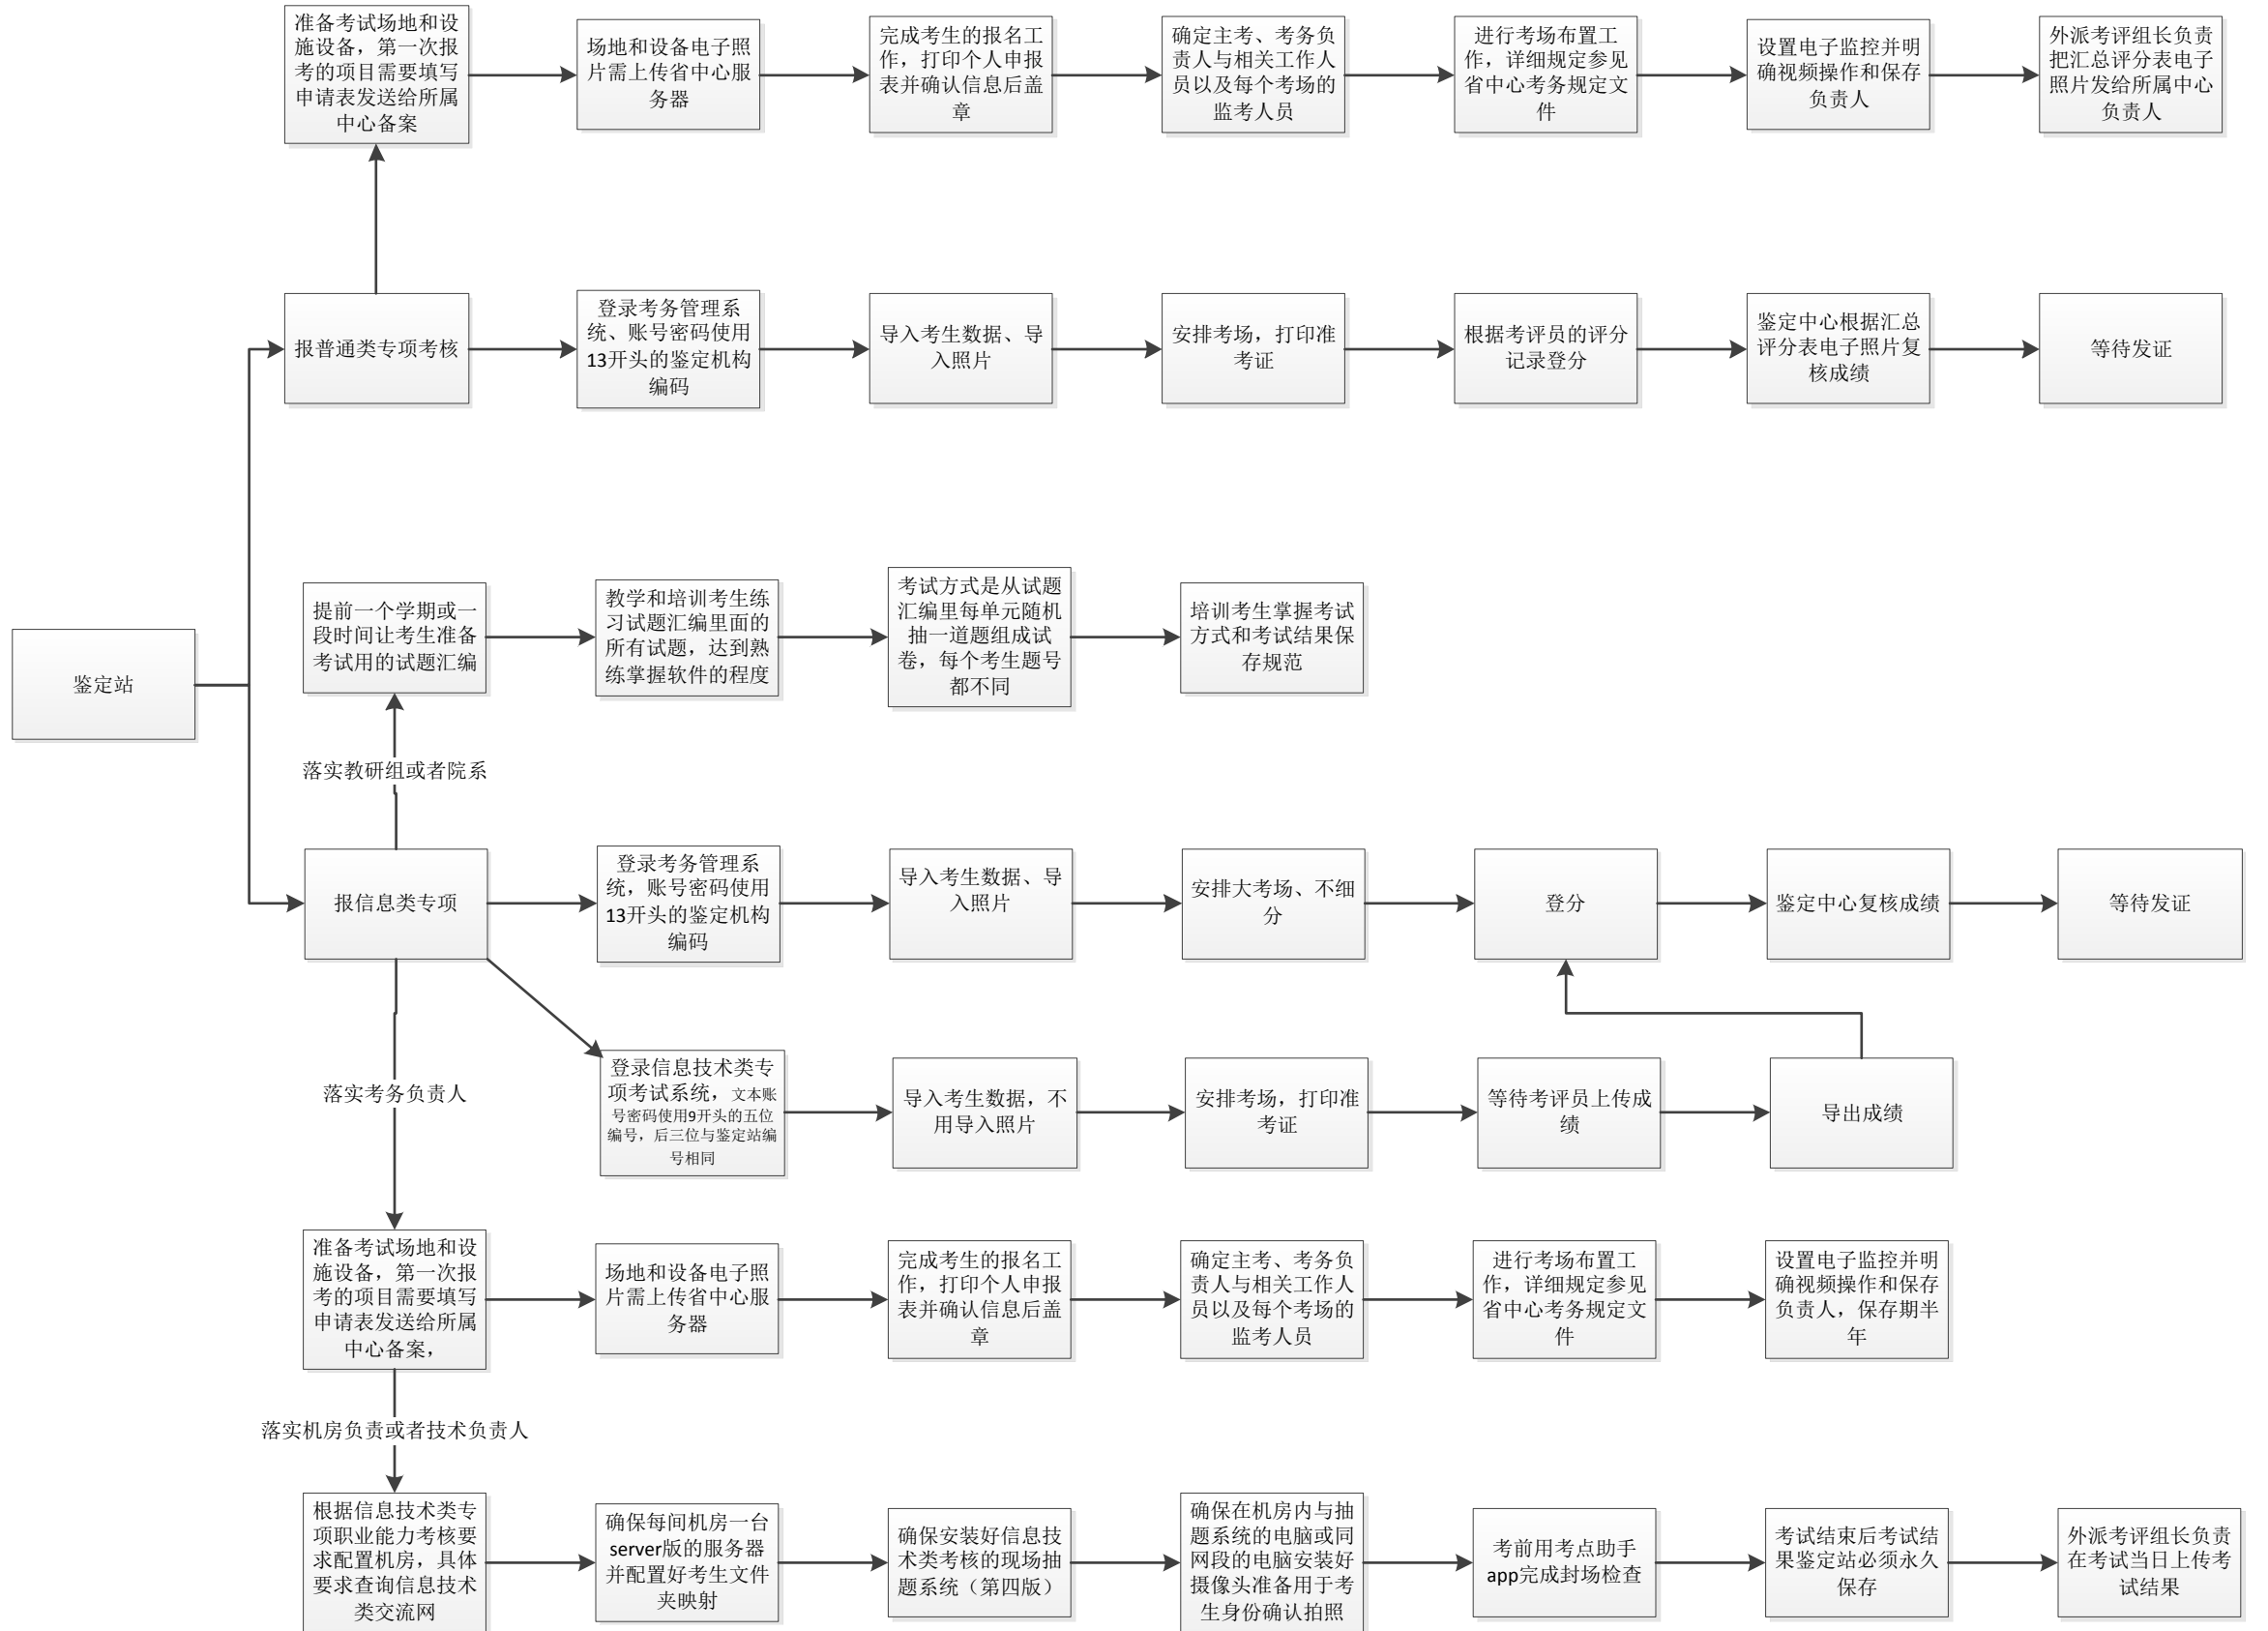 准备考试场地和设
施设备，第一次报
考的项目需要填写
申请表发送给所属
中心备案
场地和设备电子照
片需上传省中心服
务器
完成考生的报名工
作，打印个人申报
表并确认信息后盖
章
确定主考、考务负
责人与相关工作人
员以及每个考场的
监考人员
进行考场布置工
作，详细规定参见
省中心考务规定文
件
设置电子监控并明
确视频操作和保存
负责人
外派考评组长负责
把汇总评分表电子
照片发给所属中心
负责人
报普通类专项考核
登录考务管理系
统、账号密码使用
13开头的鉴定机构
编码
导入考生数据、导
入照片
安排考场，打印准
考证
根据考评员的评分
记录登分
鉴定中心根据汇总
评分表电子照片复
核成绩
等待发证
鉴定站
提前一个学期或一
段时间让考生准备
考试用的试题汇编
教学和培训考生练
习试题汇编里面的
所有试题，达到熟
练掌握软件的程度
考试方式是从试题
汇编里每单元随机
抽一道题组成试
卷，每个考生题号
都不同
培训考生掌握考试
方式和考试结果保
存规范
落实教研组或者院系
报信息类专项
登录考务管理系
统，账号密码使用
13开头的鉴定机构
编码
导入考生数据、导
入照片
安排大考场、不细
分
登分
鉴定中心复核成绩
等待发证
登录信息技术类专
项考试系统，文本账
号密码使用9开头的五位
编号，后三位与鉴定站编
号相同
导入考生数据，不
用导入照片
安排考场，打印准
考证
等待考评员上传成
绩
导出成绩
落实考务负责人
准备考试场地和设
施设备，第一次报
考的项目需要填写
申请表发送给所属
中心备案，
场地和设备电子照
片需上传省中心服
务器
完成考生的报名工
作，打印个人申报
表并确认信息后盖
章
确定主考、考务负
责人与相关工作人
员以及每个考场的
监考人员
进行考场布置工
作，详细规定参见
省中心考务规定文
件
设置电子监控并明
确视频操作和保存
负责人，保存期半
年
落实机房负责或者技术负责人
根据信息技术类专
项职业能力考核要
求配置机房，具体
要求查询信息技术
类交流网
确保每间机房一台
server版的服务器
并配置好考生文件
夹映射
确保安装好信息技
术类考核的现场抽
题系统（第四版）
确保在机房内与抽
题系统的电脑或同
网段的电脑安装好
摄像头准备用于考
生身份确认拍照
考前用考点助手
app完成封场检查
考试结束后考试结
果鉴定站必须永久
保存
外派考评组长负责
在考试当日上传考
试结果